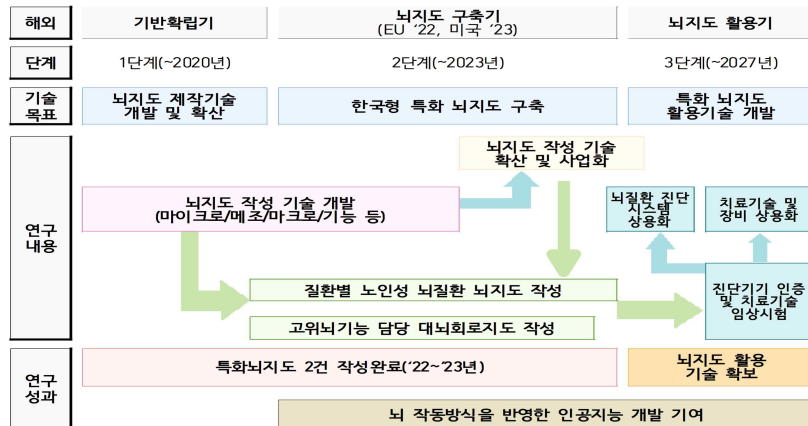 해외
기반확립기
뇌지도 구축기
(EU ‘22, 미국 ‘23)
뇌지도 활용기
단계
1단계(~2020년)
2단계(~2023년)
3단계(~2027년)
기술
목표
뇌지도 제작기술
개발 및 확산
한국형 특화 뇌지도 구축
특화 뇌지도
활용기술 개발
연구
내용
뇌지도 작성 기술
확산 및 사업화
뇌지도 작성 기술 개발
(마이크로/메조/마크로/기능 등)
뇌질환 진단
시스템
상용화
치료기술 및
장비 상용화
질환별 노인성 뇌질환 뇌지도 작성
고위뇌기능 담당 대뇌회로지도 작성
진단기기 인증
및 치료기술
임상시험
연구
성과
특화뇌지도 2건 작성완료(‘22~‘23년)
뇌지도 활용
기술 확보
뇌 작동방식을 반영한 인공지능 개발 기여